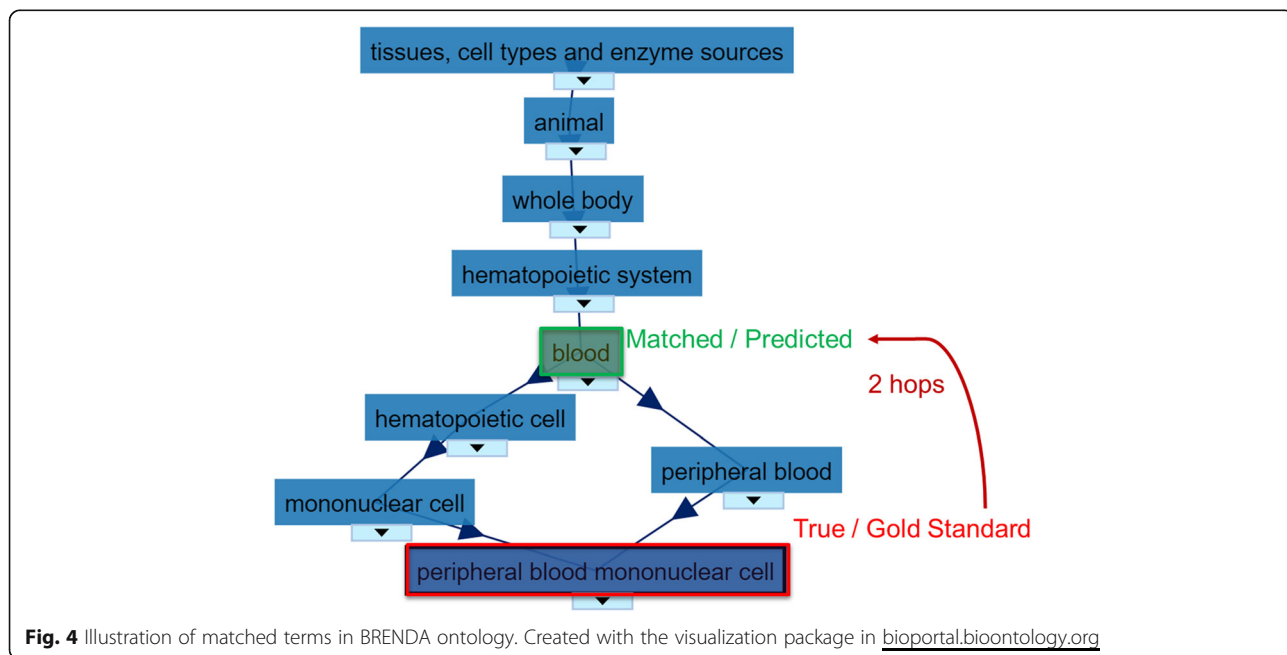 tissues, cell types and enzyme sources
animal
whole body
hematopoietic system
blood
Matched / Predicted
2 hops
hematopoietic cell
peripheral blood
mononuclear cell
True / Gold Standard
peripheral blood mononuclear cell
Fig. 4 Illustration of matched terms in BRENDA ontology. Created with the visualization package in bioportal.bioontology.org